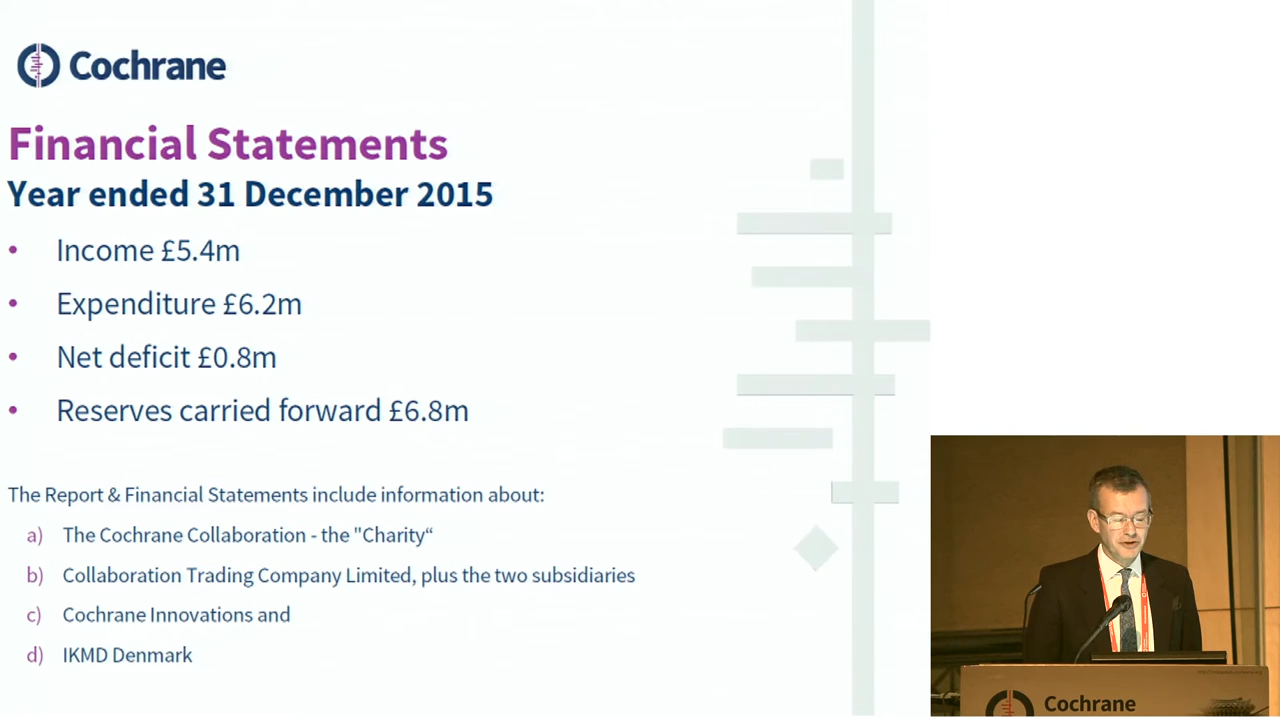 Cochrane
Financial Statements
Year ended 31 December 2015
• Income £5.4m
• Expenditure £6.2m
• Net deficit £0.8m
• Reserves carried forward £6.8m
The Report & Financial Statements include information about:
a) The Cochrane Collaboration - the "Charity“
b) Collaboration Trading Company Limited, plus the two subsidiaries
c) Cochrane Innovations and
d) IKMD Denmark
Cochrane